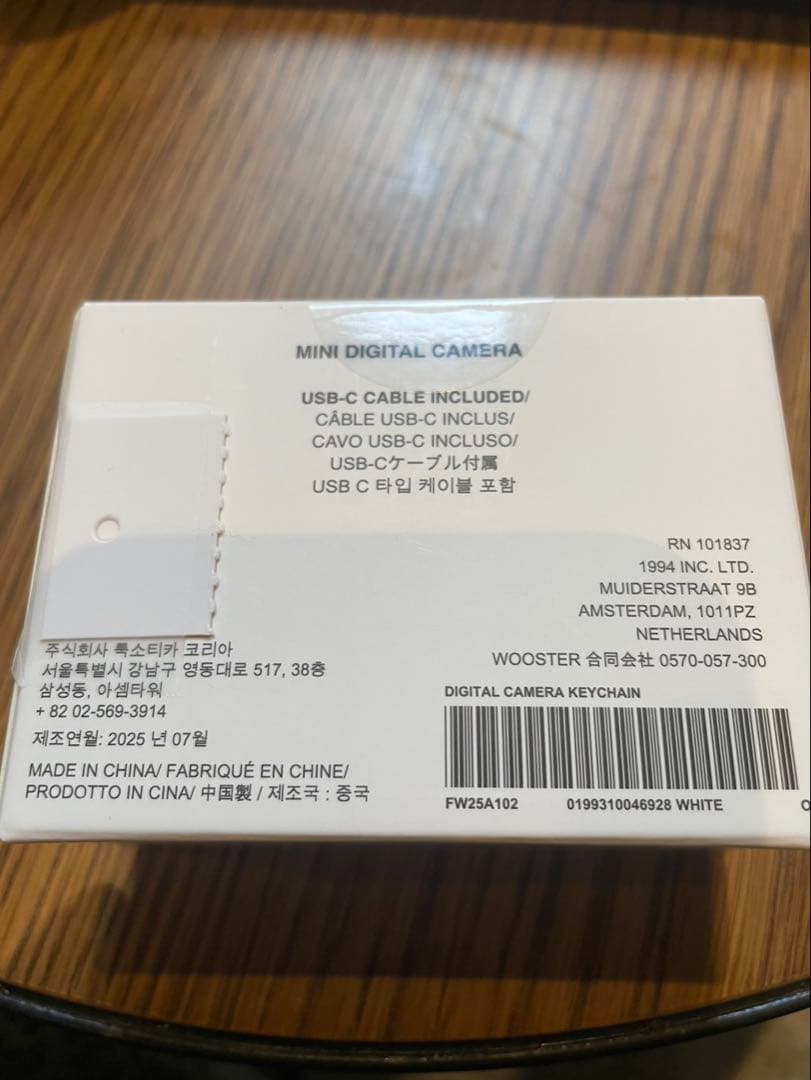 MINI DIGITAL CAMERA
USB-C CABLE INCLUDED/
CÂBLE USB-C INCLUS/
CAVO USB-C INCLUSO/
USB-Cケーブル付属
USB C 타입 케이블 포함
RN 101837
1994 INC. LTD.
MUIDERSTRAAT 9B
AMSTERDAM, 1011PZ
NETHERLANDS
WOOSTER 合同会社 0570-057-300
주식회사 룩소티카 코리아
서울특별시 강남구 영동대로 517, 38층
삼성동, 아셈타워
+ 82 02-569-3914
제조연월: 2025 년 07월
MADE IN CHINA/ FABRIQUÉ EN CHINE/
PRODOTTO IN CINA/ 中国製 / 제조국 : 중국
DIGITAL CAMERA KEYCHAIN
FW25A102 0199310046928 WHITE